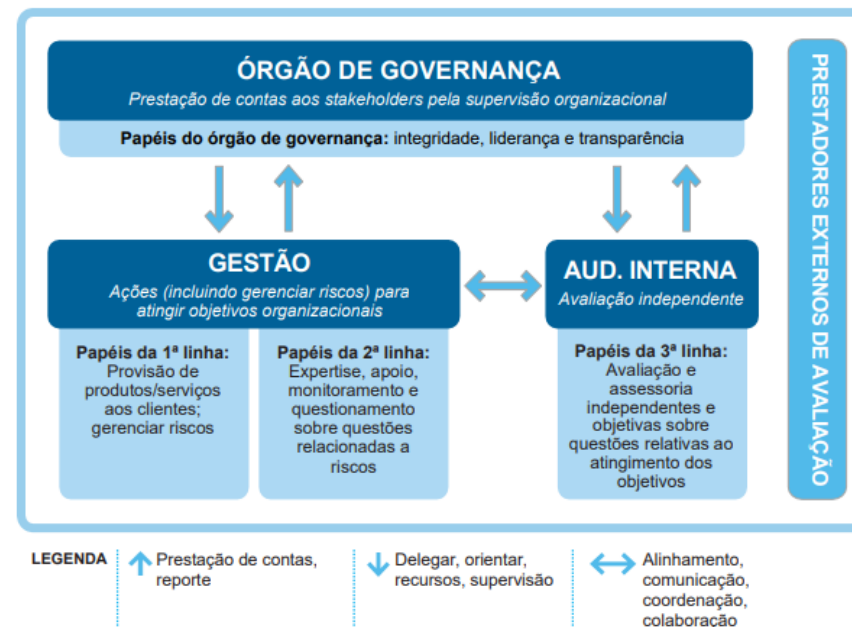 ÓRGÃO DE GOVERNANÇA
Prestação de contas aos stakeholders pela supervisão organizacional
Papéis do órgão de governança: integridade, liderança e transparência
GESTÃO
Ações (incluindo gerenciar riscos) para
atingir objetivos organizacionais
Papéis da 1ª linha:
Provisão de
produtos/serviços
aos clientes;
gerenciar riscos
Papéis da 2ª linha:
Expertise, apoio,
monitoramento e
questionamento
sobre questões
relacionadas a
riscos
AUD. INTERNA
Avaliação independente
Papéis da 3ª linha:
Avaliação e
assessoria
independentes e
objetivas sobre
questões relativas ao
atingimento dos
objetivos
PRESTADORES EXTERNOS DE AVALIAÇÃO
LEGENDA
Prestação de contas,
reporte
Delegar, orientar,
recursos, supervisão
Alinhamento,
comunicação,
coordenação,
colaboração